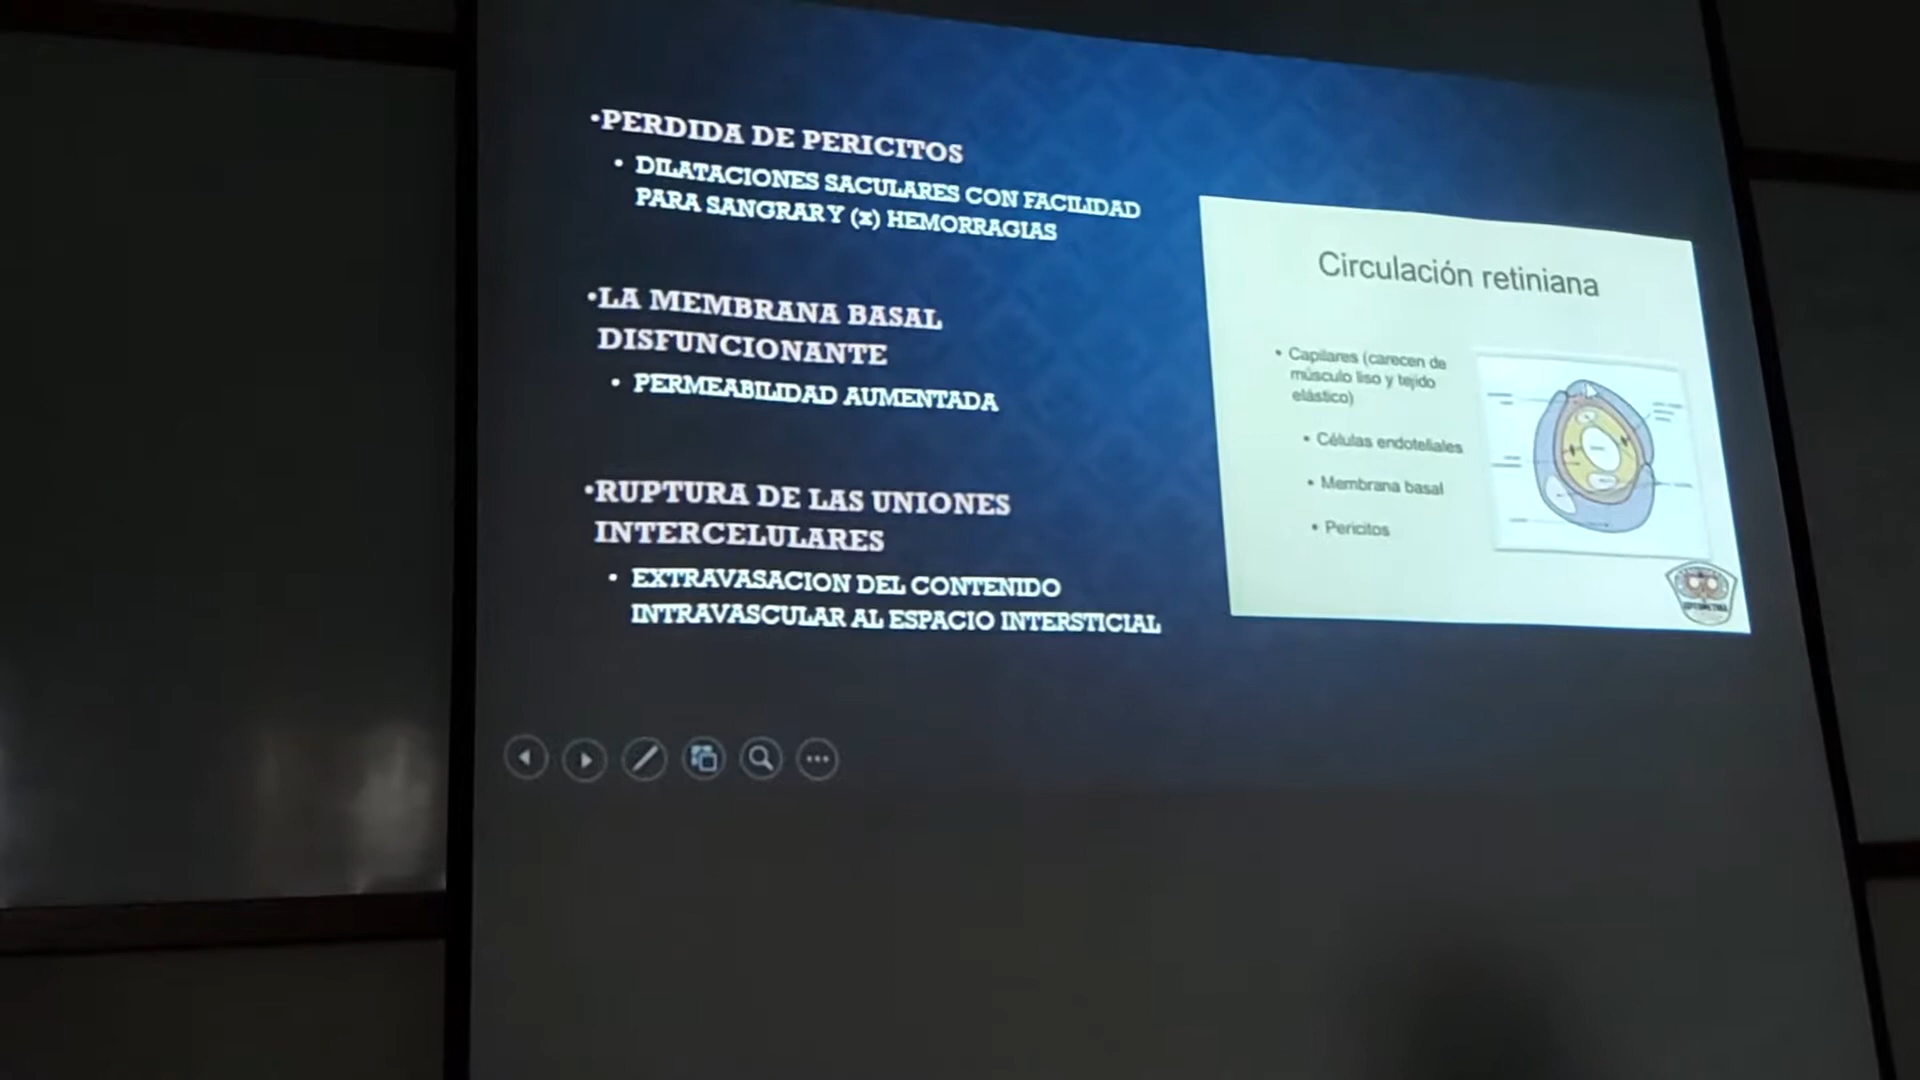 •PERDIDA DE PERICITOS
• DILATACIONES SACULARES CON FACILIDAD
PARA SANGRAR Y (x) HEMORRAGIAS
•LA MEMBRANA BASAL
DISFUNCIONANTE
• PERMEABILIDAD AUMENTADA
•RUPTURA DE LAS UNIONES
INTERCELULARES
• EXTRAVASACION DEL CONTENIDO
INTRAVASCULAR AL ESPACIO INTERSTICIAL
Circulación retiniana
• Capilares (carecen de
músculo liso y tejido
elástico)
• Células endoteliales
• Membrana basal
• Pericitos